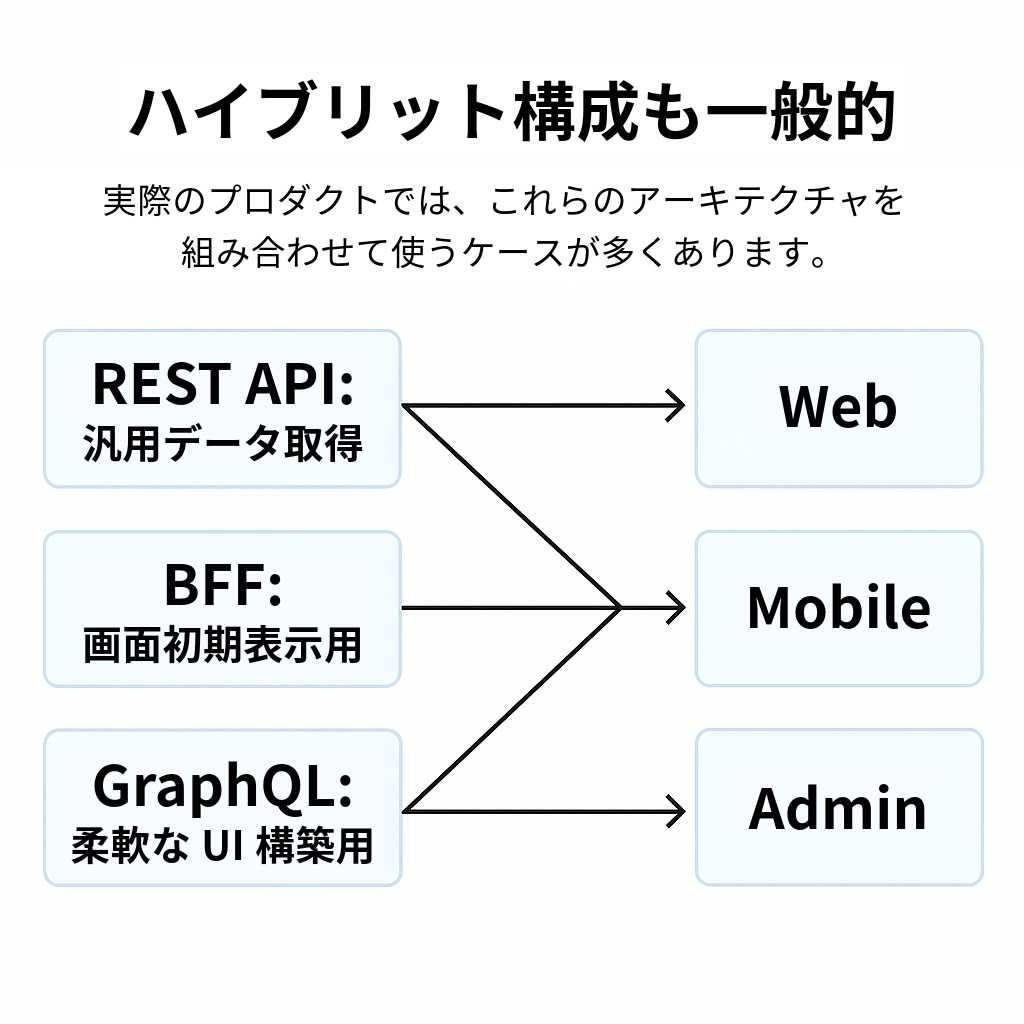 ハイブリット構成も一般的
実際のプロダクトでは、これらのアーキテクチャを
組み合わせて使うケースが多くあります。
REST API:
汎用データ取得
Web
BFF:
画面初期表示用
Mobile
GraphQL:
柔軟な UI 構築用
Admin